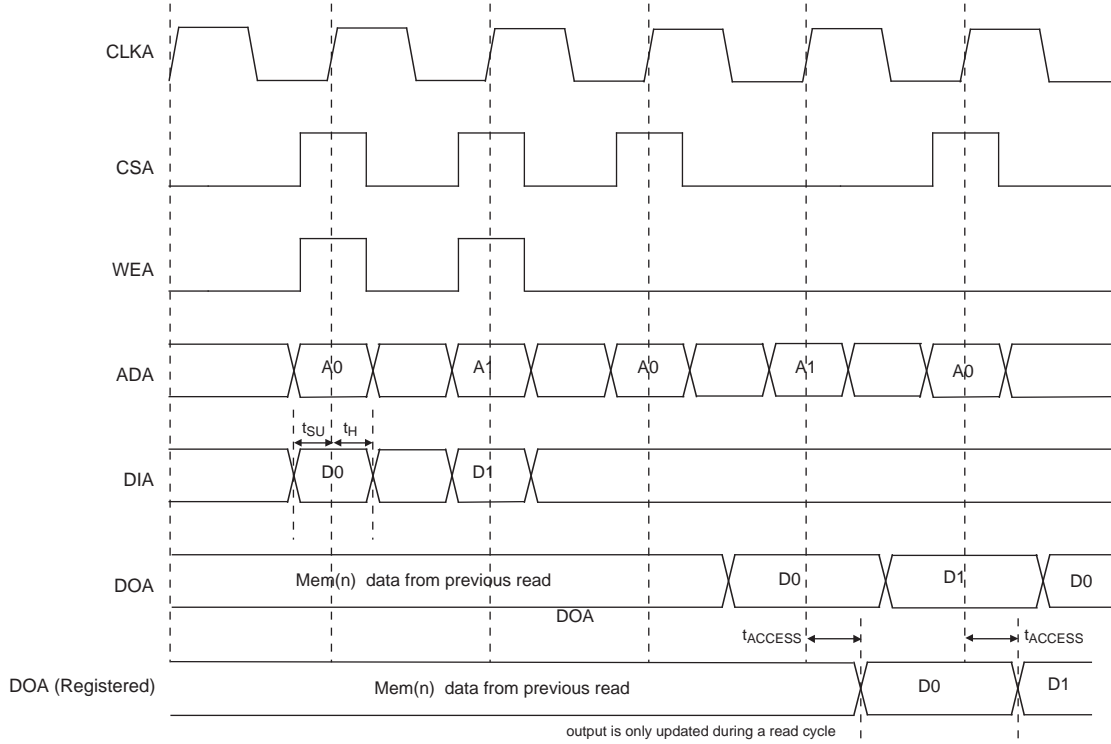 CLKA
CSA
WEA
ADA
A0
A1
A0
A1
A0
tSU
tH
DIA
D0
D1
DOA
Mem(n) data from previous read
D0
D1
D0
DOA
tACCESS
tACCESS
DOA (Registered)
Mem(n) data from previous read
D0
D1
output is only updated during a read cycle